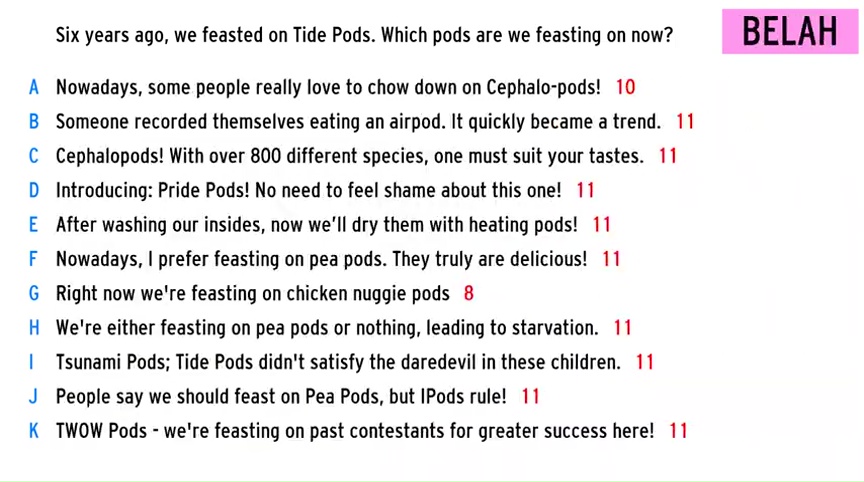 Six years ago, we feasted on Tide Pods. Which pods are we feasting on now?
BELAH
A Nowadays, some people really love to chow down on Cephalo-pods! 10
B Someone recorded themselves eating an airpod. It quickly became a trend. 11
C Cephalopods! With over 800 different species, one must suit your tastes. 11
D Introducing: Pride Pods! No need to feel shame about this one! 11
E After washing our insides, now we’ll dry them with heating pods! 11
F Nowadays, I prefer feasting on pea pods. They truly are delicious! 11
G Right now we're feasting on chicken nuggie pods 8
H We're either feasting on pea pods or nothing, leading to starvation. 11
I Tsunami Pods; Tide Pods didn't satisfy the daredevil in these children. 11
J People say we should feast on Pea Pods, but IPods rule! 11
K TWOW Pods - we're feasting on past contestants for greater success here! 11